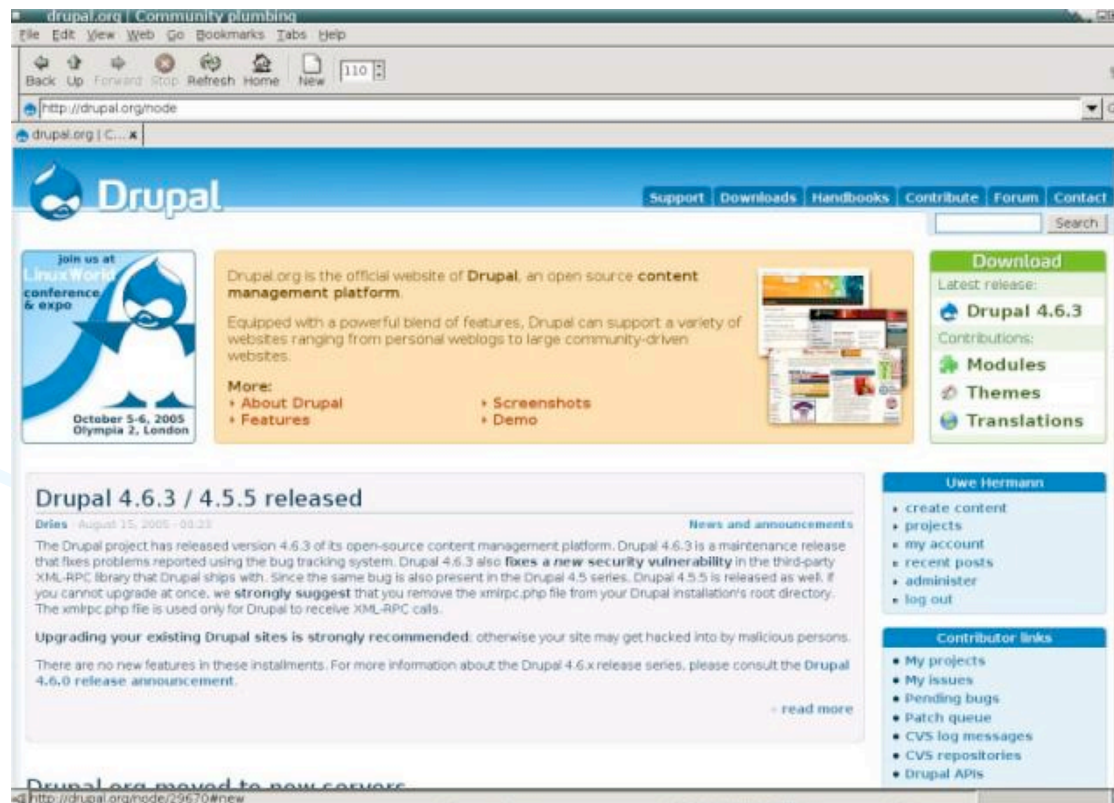 drupal.org | Community plumbing
File Edit View Web Go Bookmarks Tabs Help
Back Up Forward Stop Refresh Home New 110
http://drupal.org/node
drupal.org | C... x
Drupal
Support Downloads Handbooks Contribute Forum Contact
Search
join us at
LinuxWorld
conference
& expo
October 5-6, 2005
Olympia 2, London
Drupal.org is the official website of Drupal, an open source content
management platform.
Equipped with a powerful blend of features, Drupal can support a variety of
websites ranging from personal weblogs to large community-driven
websites.
More:
About Drupal
Features
Screenshots
Demo
Download
Latest release:
Drupal 4.6.3
Contributions:
Modules
Themes
Translations
Drupal 4.6.3 / 4.5.5 released
Dries August 15, 2005 -
News and announcements
The Drupal project has released version 4.6.3 of its open-source content management platform. Drupal 4.6.3 is a maintenance release
that fixes problems reported using the bug tracking system. Drupal 4.6.3 also fixes a new security vulnerability in the third-party
XML-RPC library that Drupal ships with. Since the same bug is also present in the Drupal 4.5 series, Drupal 4.5.5 is released as well. If
you cannot upgrade at once, we strongly suggest that you remove the xmlrpc.php file from your Drupal installation's root directory.
The xmlrpc.php file is used only for Drupal to receive XML-RPC calls.
Upgrading your existing Drupal sites is strongly recommended; otherwise your site may get hacked into by malicious persons.
There are no new features in these installments. For more information about the Drupal 4.6.x release series, please consult the Drupal
4.6.0 release announcement.
read more
Uwe Hermann
create content
projects
my account
recent posts
administer
log out
Contributor links
My projects
My issues
Pending bugs
Patch queue
CVS log messages
CVS repositories
Drupal APIs
Drupal.org moved to new servers
http://drupal.org/node/29670#new